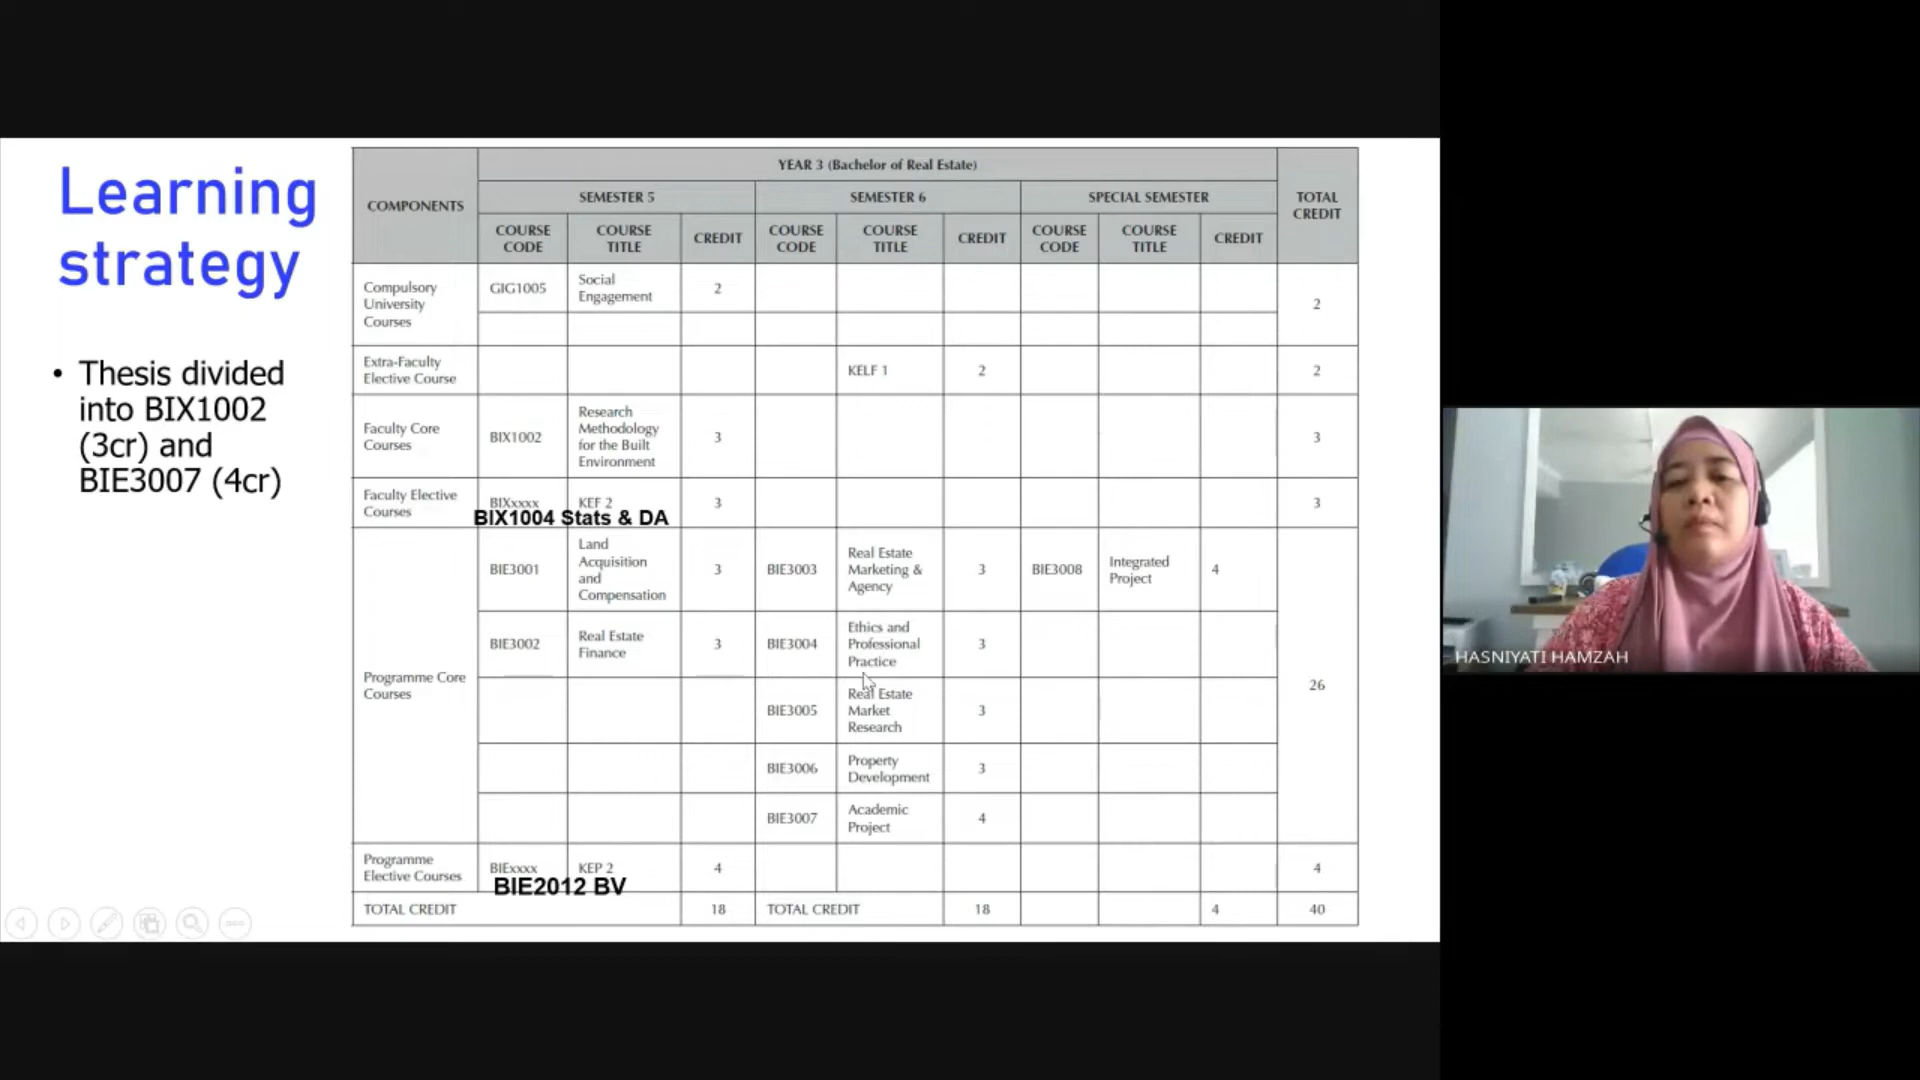 Learning
strategy
• Thesis divided
into BIX1002
(3cr) and
BIE3007 (4cr)
COMPONENTS
YEAR 3 (Bachelor of Real Estate)
TOTAL
CREDIT
SEMESTER 5
SEMESTER 6
SPECIAL SEMESTER
COURSE
CODE
COURSE
TITLE
CREDIT
COURSE
CODE
COURSE
TITLE
CREDIT
COURSE
CODE
COURSE
TITLE
CREDIT
Compulsory
University
Courses
GIG1005
Social
Engagement
2
2
Extra-Faculty
Elective Course
KELF 1
2
2
Faculty Core
Courses
BIX1002
Research
Methodology
for the Built
Environment
3
3
Faculty Elective
Courses
BIXxxxx
KEF 2
3
3
BIX1004 Stats & DA
Programme Core
Courses
BIE3001
Land
Acquisition
and
Compensation
3
BIE3003
Real Estate
Marketing &
Agency
3
BIE3008
Integrated
Project
4
26
BIE3002
Real Estate
Finance
3
BIE3004
Ethics and
Professional
Practice
3
BIE3005
Real Estate
Market
Research
3
BIE3006
Property
Development
3
BIE3007
Academic
Project
4
Programme
Elective Courses
BIExxxx
KEP 2
4
4
BIE2012 BV
TOTAL CREDIT
18
TOTAL CREDIT
18
4
40
HASNIYATI HAMZAH